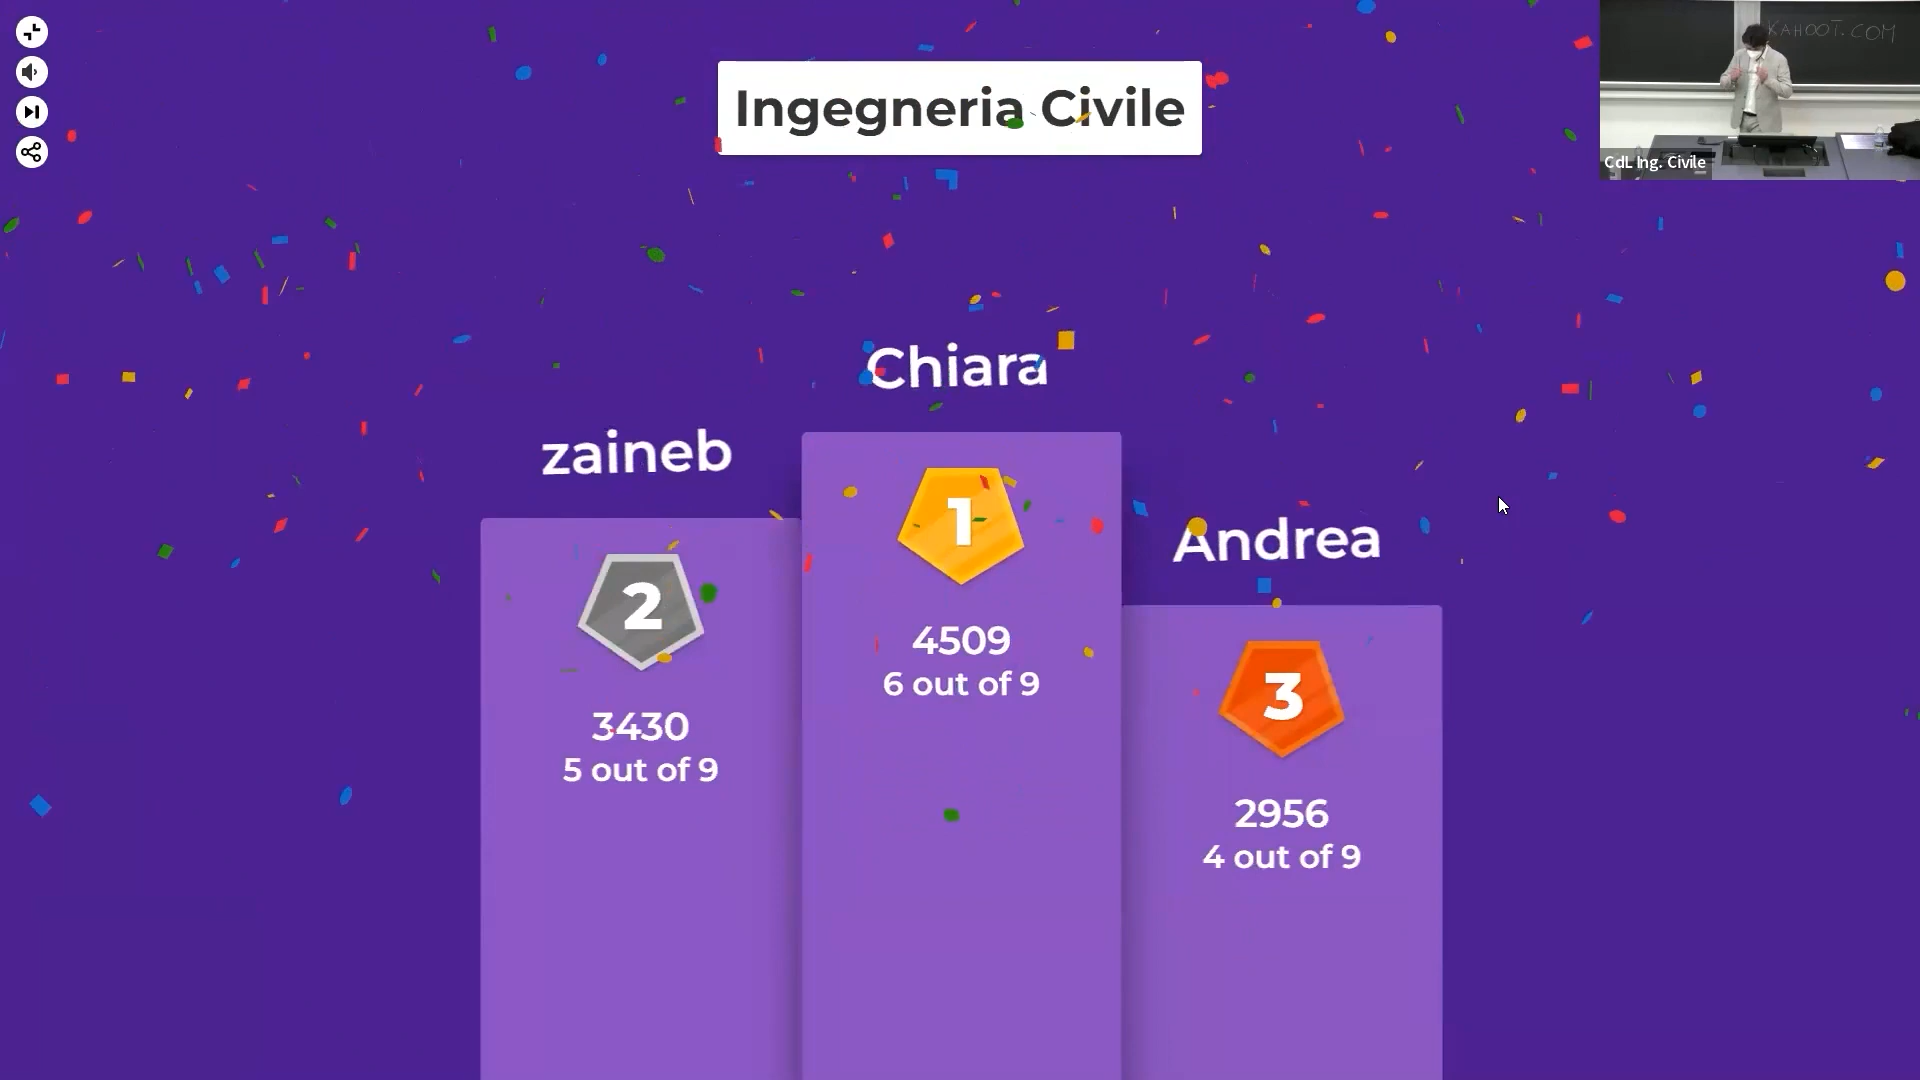 Ingegneria Civile
KAHOOT.COM
CdL Ing. Civile
Chiara
zaineb
Andrea
1
4509
6 out of 9
2
3430
5 out of 9
3
2956
4 out of 9